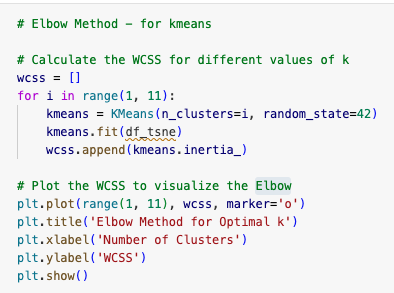 # Elbow Method - for kmeans
# Calculate the WCSS for different values of k
wcss = []
for i in range(1, 11):
    kmeans = KMeans(n_clusters=i, random_state=42)
    kmeans.fit(df_tsne)
    wcss.append(kmeans.inertia_)
# Plot the WCSS to visualize the Elbow
plt.plot(range(1, 11), wcss, marker='o')
plt.title('Elbow Method for Optimal k')
plt.xlabel('Number of Clusters')
plt.ylabel('WCSS')
plt.show()